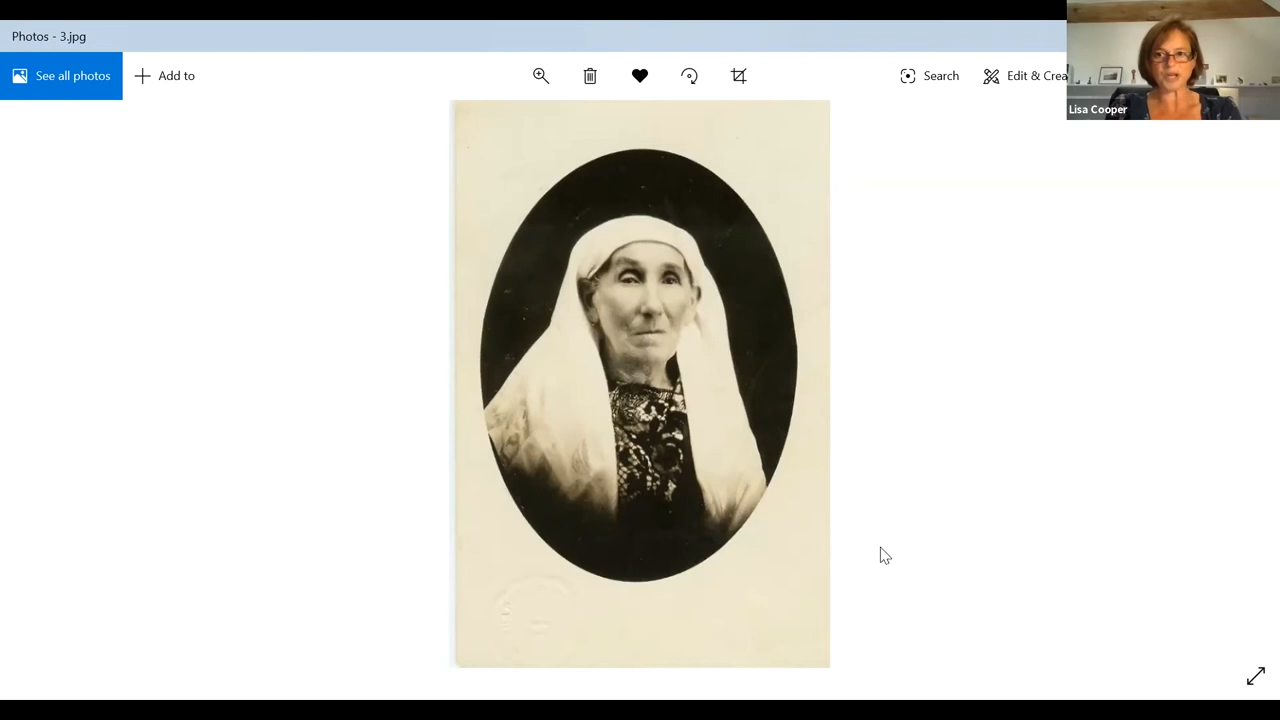 Photos - 3.jpg
See all photos
Add to
Search
Edit & Crea
Lisa Cooper